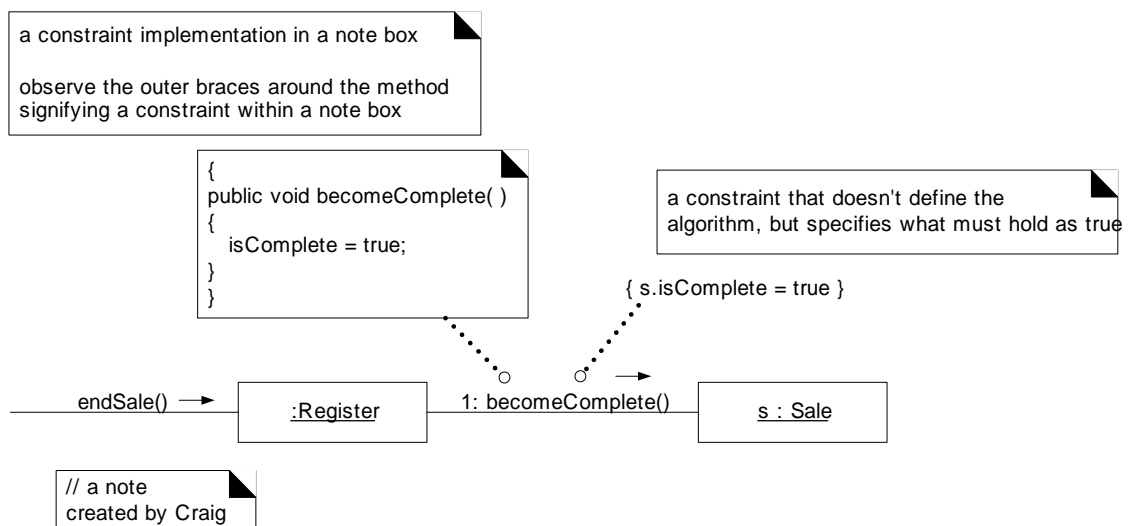 a constraint implementation in a note box
observe the outer braces around the method
signifying a constraint within a note box
{
public void becomeComplete( )
{
isComplete = true;
}
}
a constraint that doesn't define the
algorithm, but specifies what must hold as true
{ s.isComplete = true }
endSale()
:Register
1: becomeComplete()
s : Sale
// a note
created by Craig